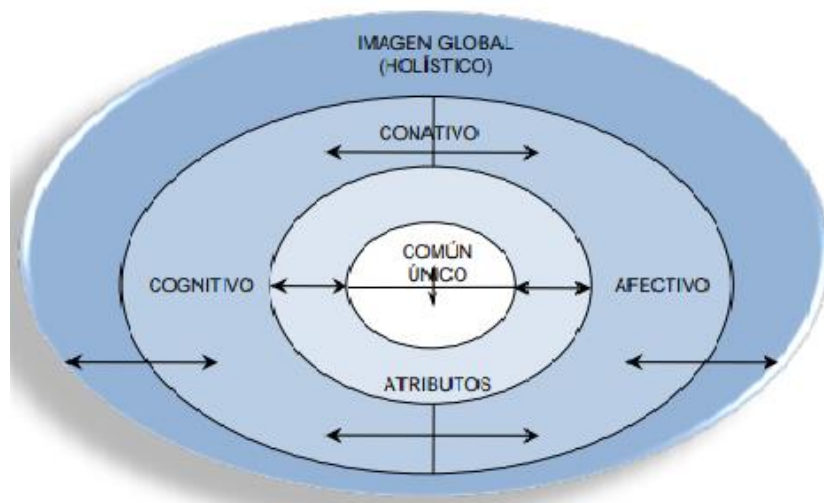 IMAGEN GLOBAL
(HOLÍSTICO)
CONATIVO
COMÚN
ÚNICO
COGNITIVO
AFECTIVO
ATRIBUTOS